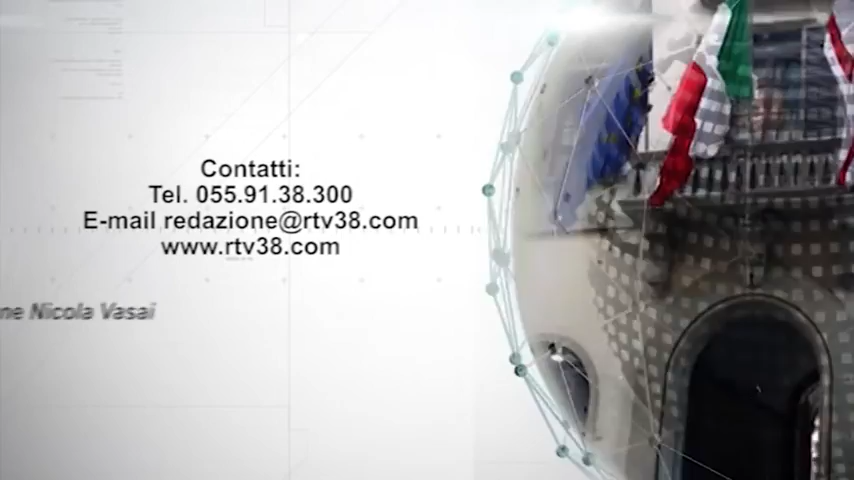 Contatti:
Tel. 055.91.38.300
E-mail redazione@rtv38.com
www.rtv38.com
ne Nicola Vasai